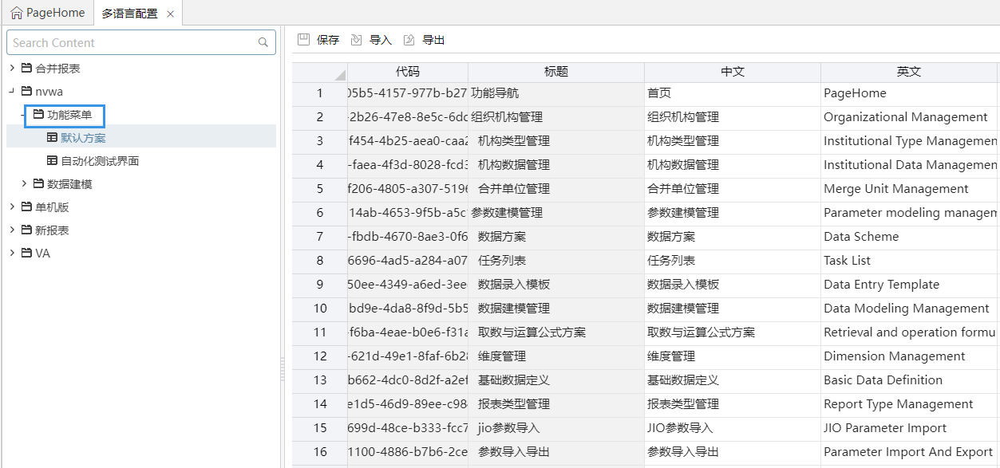 PageHome 多语言配置
Search Content
保存 导入 导出
合并报表
nvwa
功能菜单
默认方案
自动化测试界面
数据建模
单机版
新报表
VA
代码 标题 中文 英文
1 05b5-4157-977b-b27 功能导航 首页 PageHome
2 -2b26-47e8-8e5c-6dc 组织机构管理 组织机构管理 Organizational Management
3 f454-4b25-aea0-caa2 机构类型管理 机构类型管理 Institutional Type Managemen
4 -faea-4f3d-8028-fcd3 机构数据管理 机构数据管理 Institutional Data Managemen
5 f206-4805-a307-5196 合并单位管理 合并单位管理 Merge Unit Management
6 14ab-4653-9f5b-a5c 参数建模管理 参数建模管理 Parameter modeling managem
7 -fbdb-4670-8ae3-0f6 数据方案 数据方案 Data Scheme
8 6696-4ad5-a284-a07 任务列表 任务列表 Task List
9 50ee-4349-a6ed-3ee 数据录入模板 数据录入模板 Data Entry Template
10 bd9e-4da8-8f9d-5b5 数据建模管理 数据建模管理 Data Modeling Management
11 -f6ba-4eae-b0e6-f31a 取数与运算公式方案 取数与运算公式方案 Retrieval and operation formu
12 -621d-49e1-8faf-6b28 维度管理 维度管理 Dimension Management
13 b662-4dc0-8d2f-a2ef 基础数据定义 基础数据定义 Basic Data Definition
14 e1d5-46d9-89ee-c98 报表类型管理 报表类型管理 Report Type Management
15 699d-48ce-b333-fcc7 jio参数导入 JIO参数导入 JIO Parameter Import
16 1100-4886-b7b6-2ce 参数导入导出 参数导入导出 Parameter Import And Export